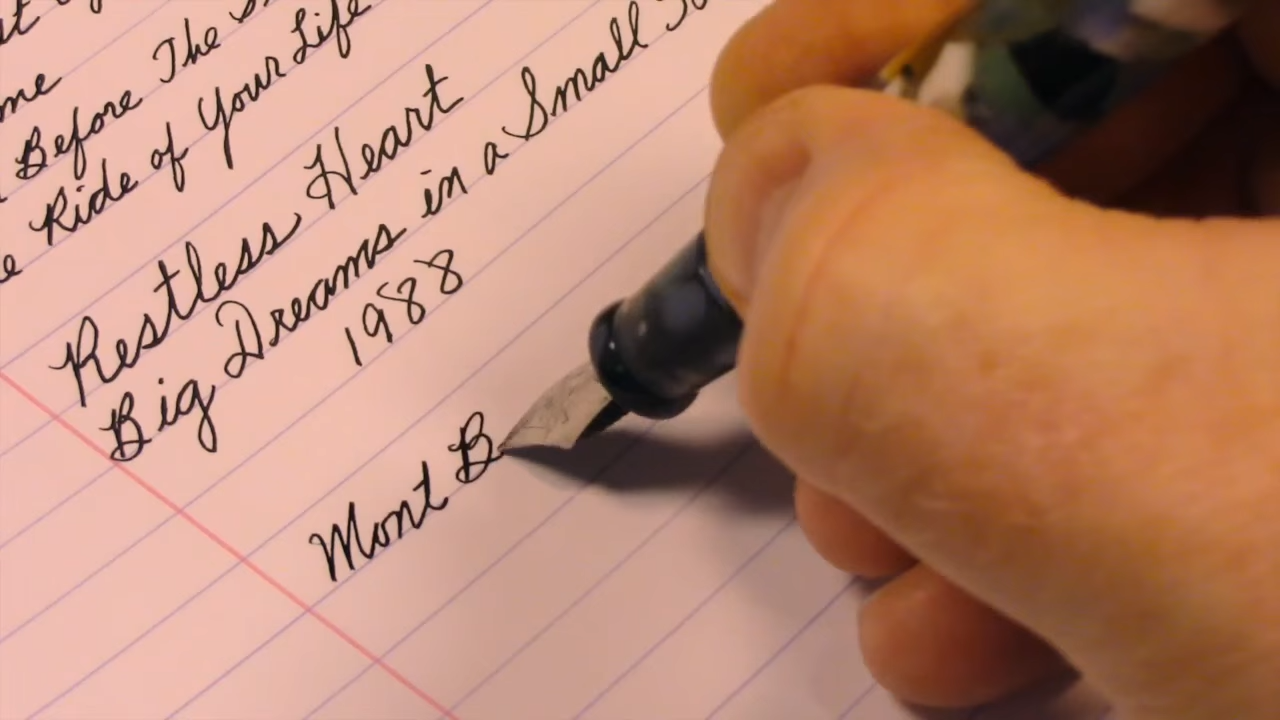 me
Before The
Ride of Your Life
Restless Heart
Big Dreams in a Small
1988
Mont B